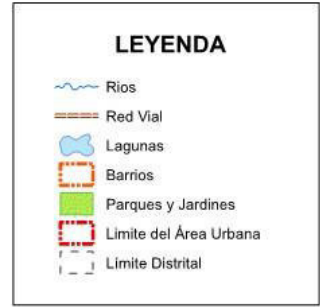 LEYENDA
Rios
Red Vial
Lagunas
Barrios
Parques y Jardines
Limite del Área Urbana
Limite Distrital